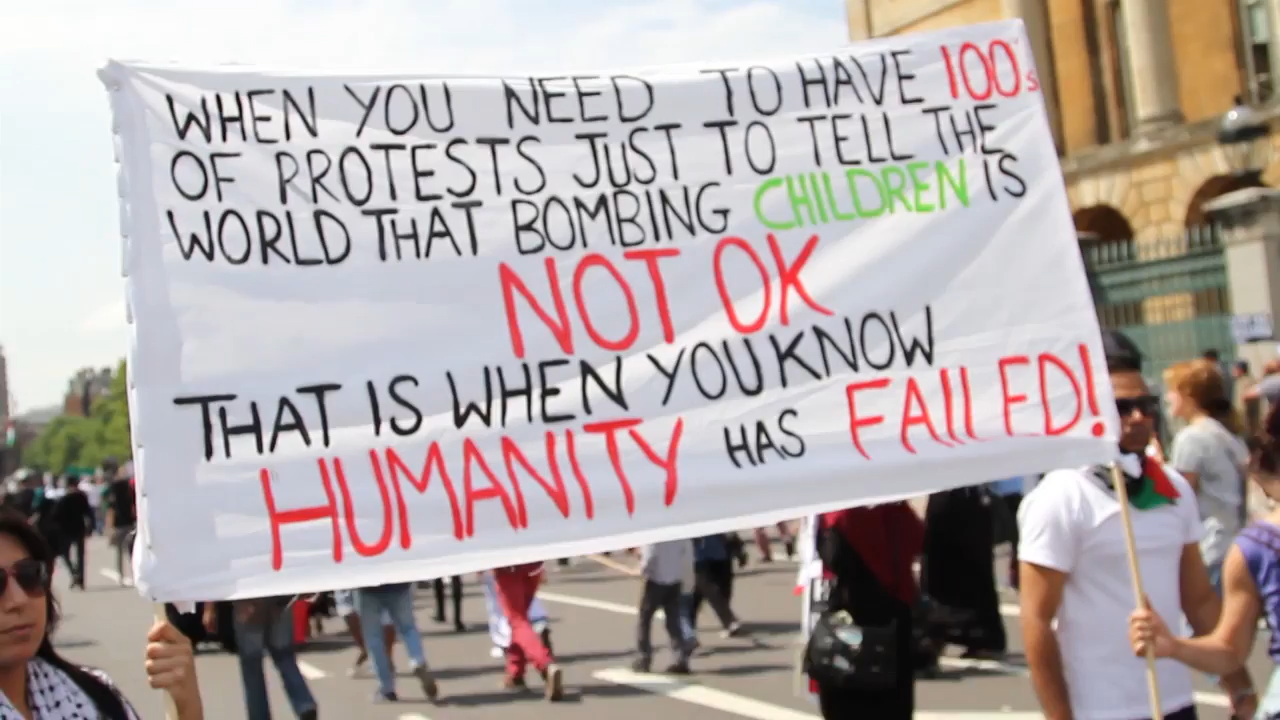 WHEN YOU NEED TO HAVE 100's
OF PROTESTS JUST TO TELL THE
WORLD THAT BOMBING CHILDREN IS
NOT OK
THAT IS WHEN YOU KNOW
HUMANITY HAS FAILED!